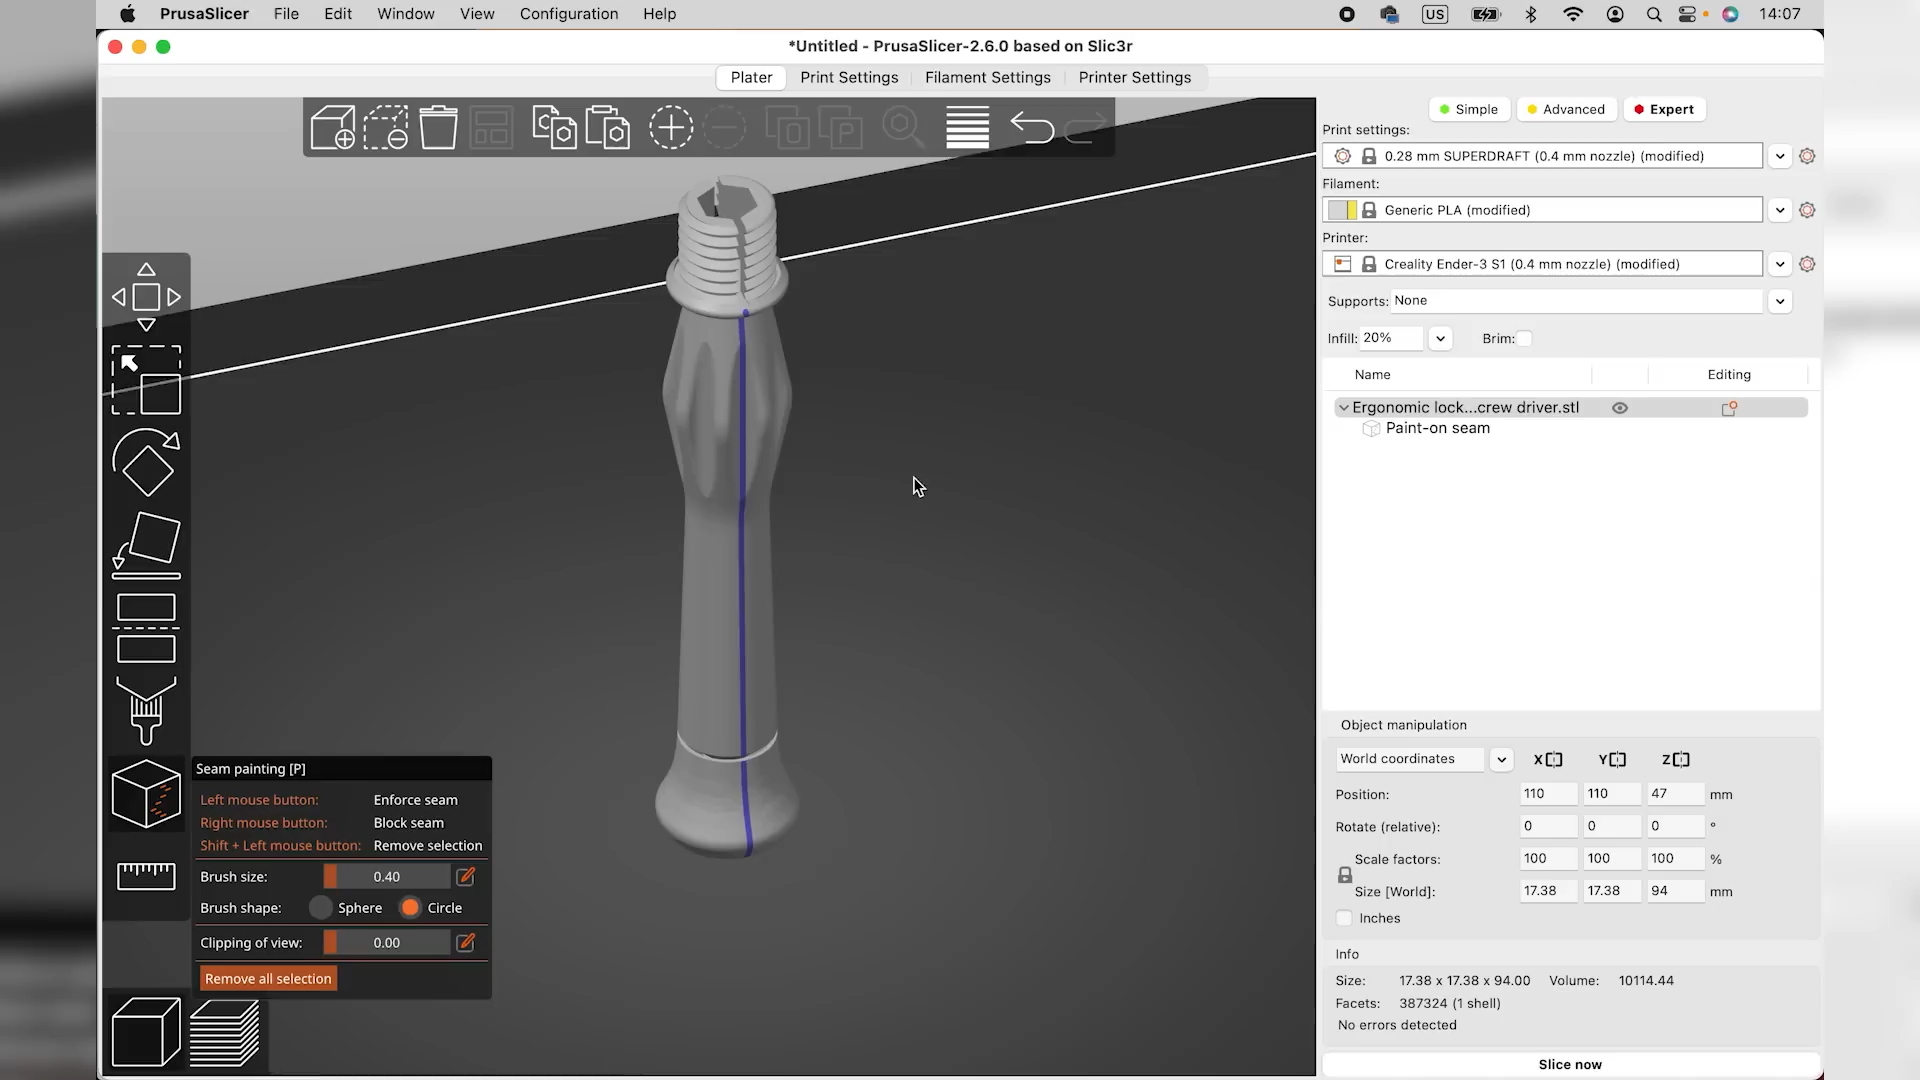 PrusaSlicer File Edit Window View Configuration Help US 14:07
*Untitled - PrusaSlicer-2.6.0 based on Slic3r
Plater Print Settings Filament Settings Printer Settings
Simple Advanced Expert
Print settings:
0.28 mm SUPERDRAFT (0.4 mm nozzle) (modified)
Filament:
Generic PLA (modified)
Printer:
Creality Ender-3 S1 (0.4 mm nozzle) (modified)
Supports: None
Infill: 20% Brim:
Name Editing
Ergonomic lock...crew driver.stl
Paint-on seam
Object manipulation
World coordinates X Y Z
Position: 110 110 47 mm
Rotate (relative): 0 0 0 °
Scale factors: 100 100 100 %
Size [World]: 17.38 17.38 94 mm
Inches
Info
Size: 17.38 x 17.38 x 94.00 Volume: 10114.44
Facets: 387324 (1 shell)
No errors detected
Slice now
Seam painting [P]
Left mouse button: Enforce seam
Right mouse button: Block seam
Shift + Left mouse button: Remove selection
Brush size: 0.40
Brush shape: Sphere Circle
Clipping of view: 0.00
Remove all selection